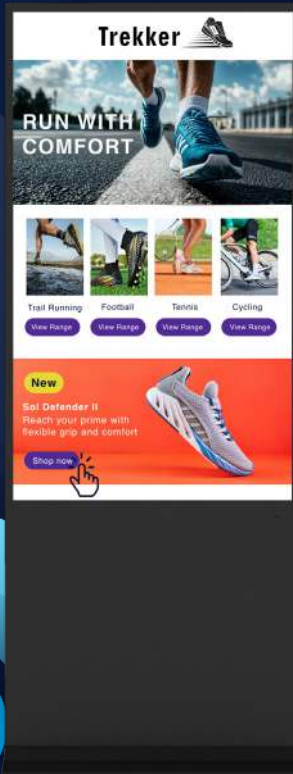 Trekker
RUN WITH
COMFORT
Trail Running
Football
Tennis
Cycling
View Range
View Range
View Range
View Range
New
Sol Defender II
Reach your prime with
flexible grip and comfort
Shop now